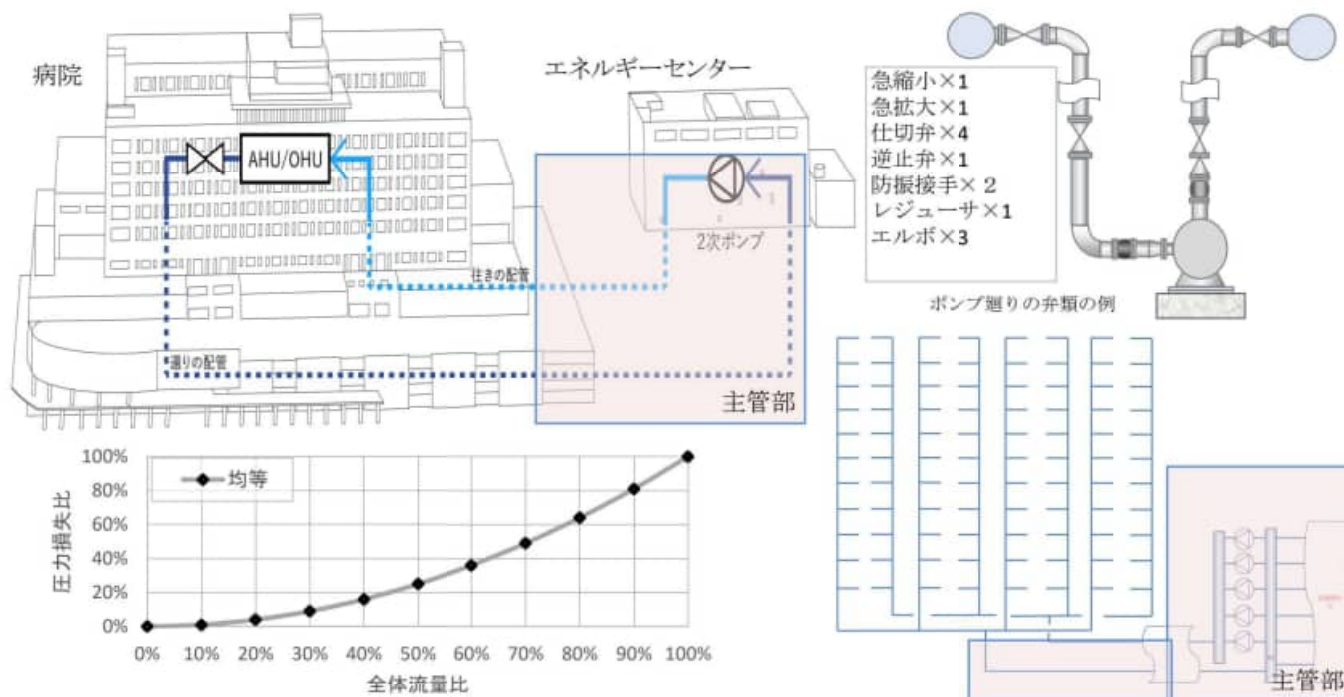 病院
エネルギーセンター
AHU/OHU
2次ポンプ
往きの配管
還りの配管
主管部
急縮小×1
急拡大×1
仕切弁×4
逆止弁×1
防振接手×２
レジューサ×1
エルボ×3
ポンプ廻りの弁類の例
均等
圧力損失比
100%
80%
60%
40%
20%
0%
0%
10%
20%
30%
40%
50%
60%
70%
80%
90%
100%
全体流量比
主管部